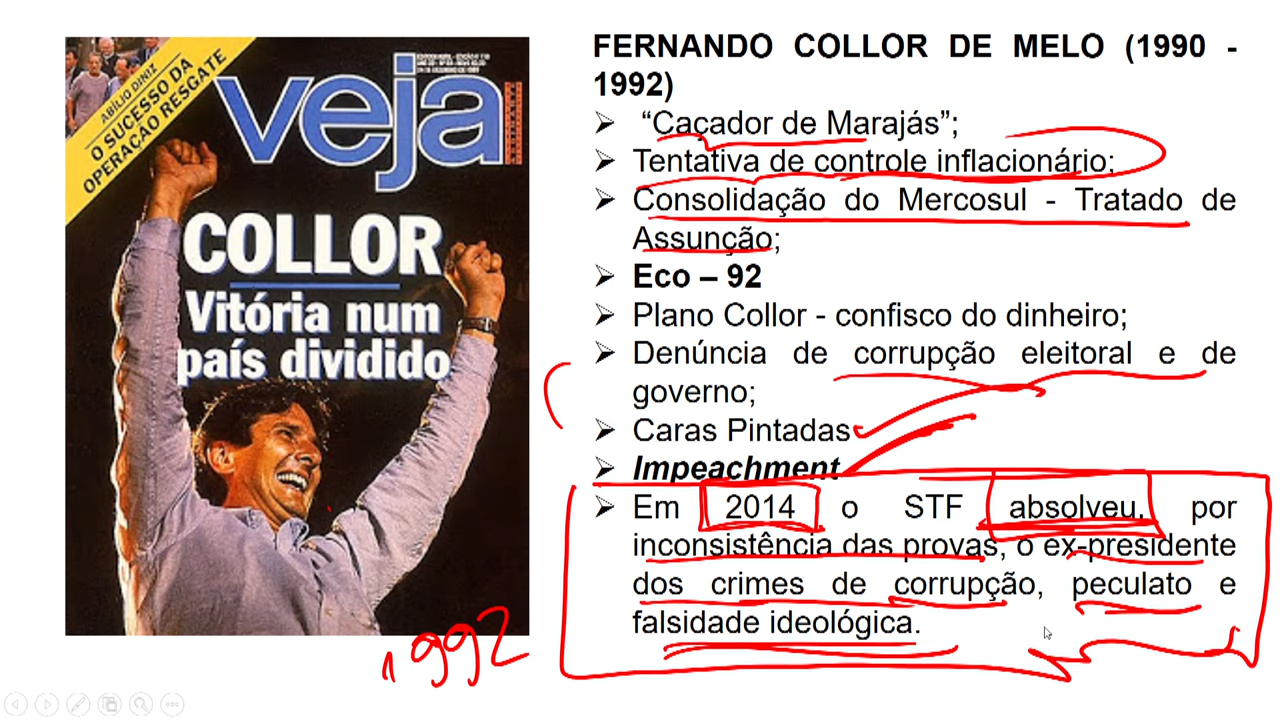 ABÍLIO DINIZ
O SUCESSO DA
OPERAÇÃO RESGATE
veja
COLLOR
Vitória num
país dividido
1992
FERNANDO COLLOR DE MELO (1990 -
1992)
➢ “Caçador de Marajás”;
➢ Tentativa de controle inflacionário;
➢ Consolidação do Mercosul - Tratado de
Assunção;
➢ Eco – 92
➢ Plano Collor - confisco do dinheiro;
➢ Denúncia de corrupção eleitoral e de
governo;
➢ Caras Pintadas
➢ Impeachment
➢ Em 2014 o STF absolveu, por
inconsistência das provas, o ex-presidente
dos crimes de corrupção, peculato e
falsidade ideológica.